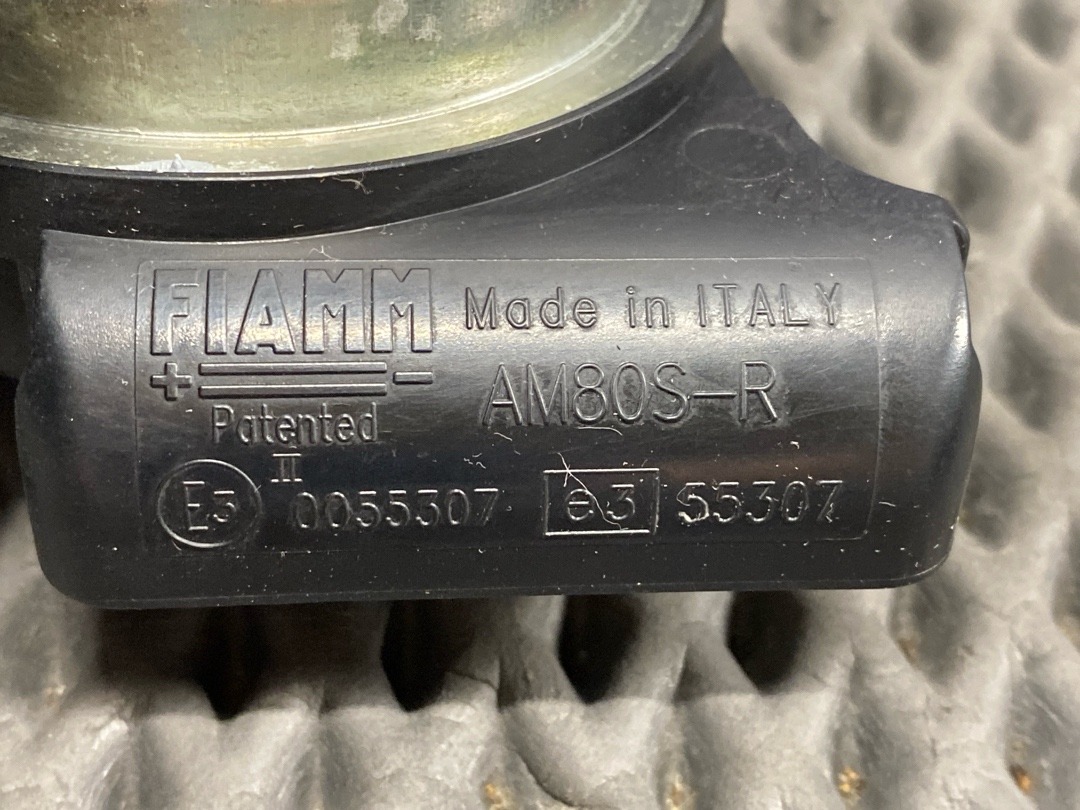 FIAMM Made in ITALY
+ − AM80S-R
Patented
II
E3 0055307 e3 55307